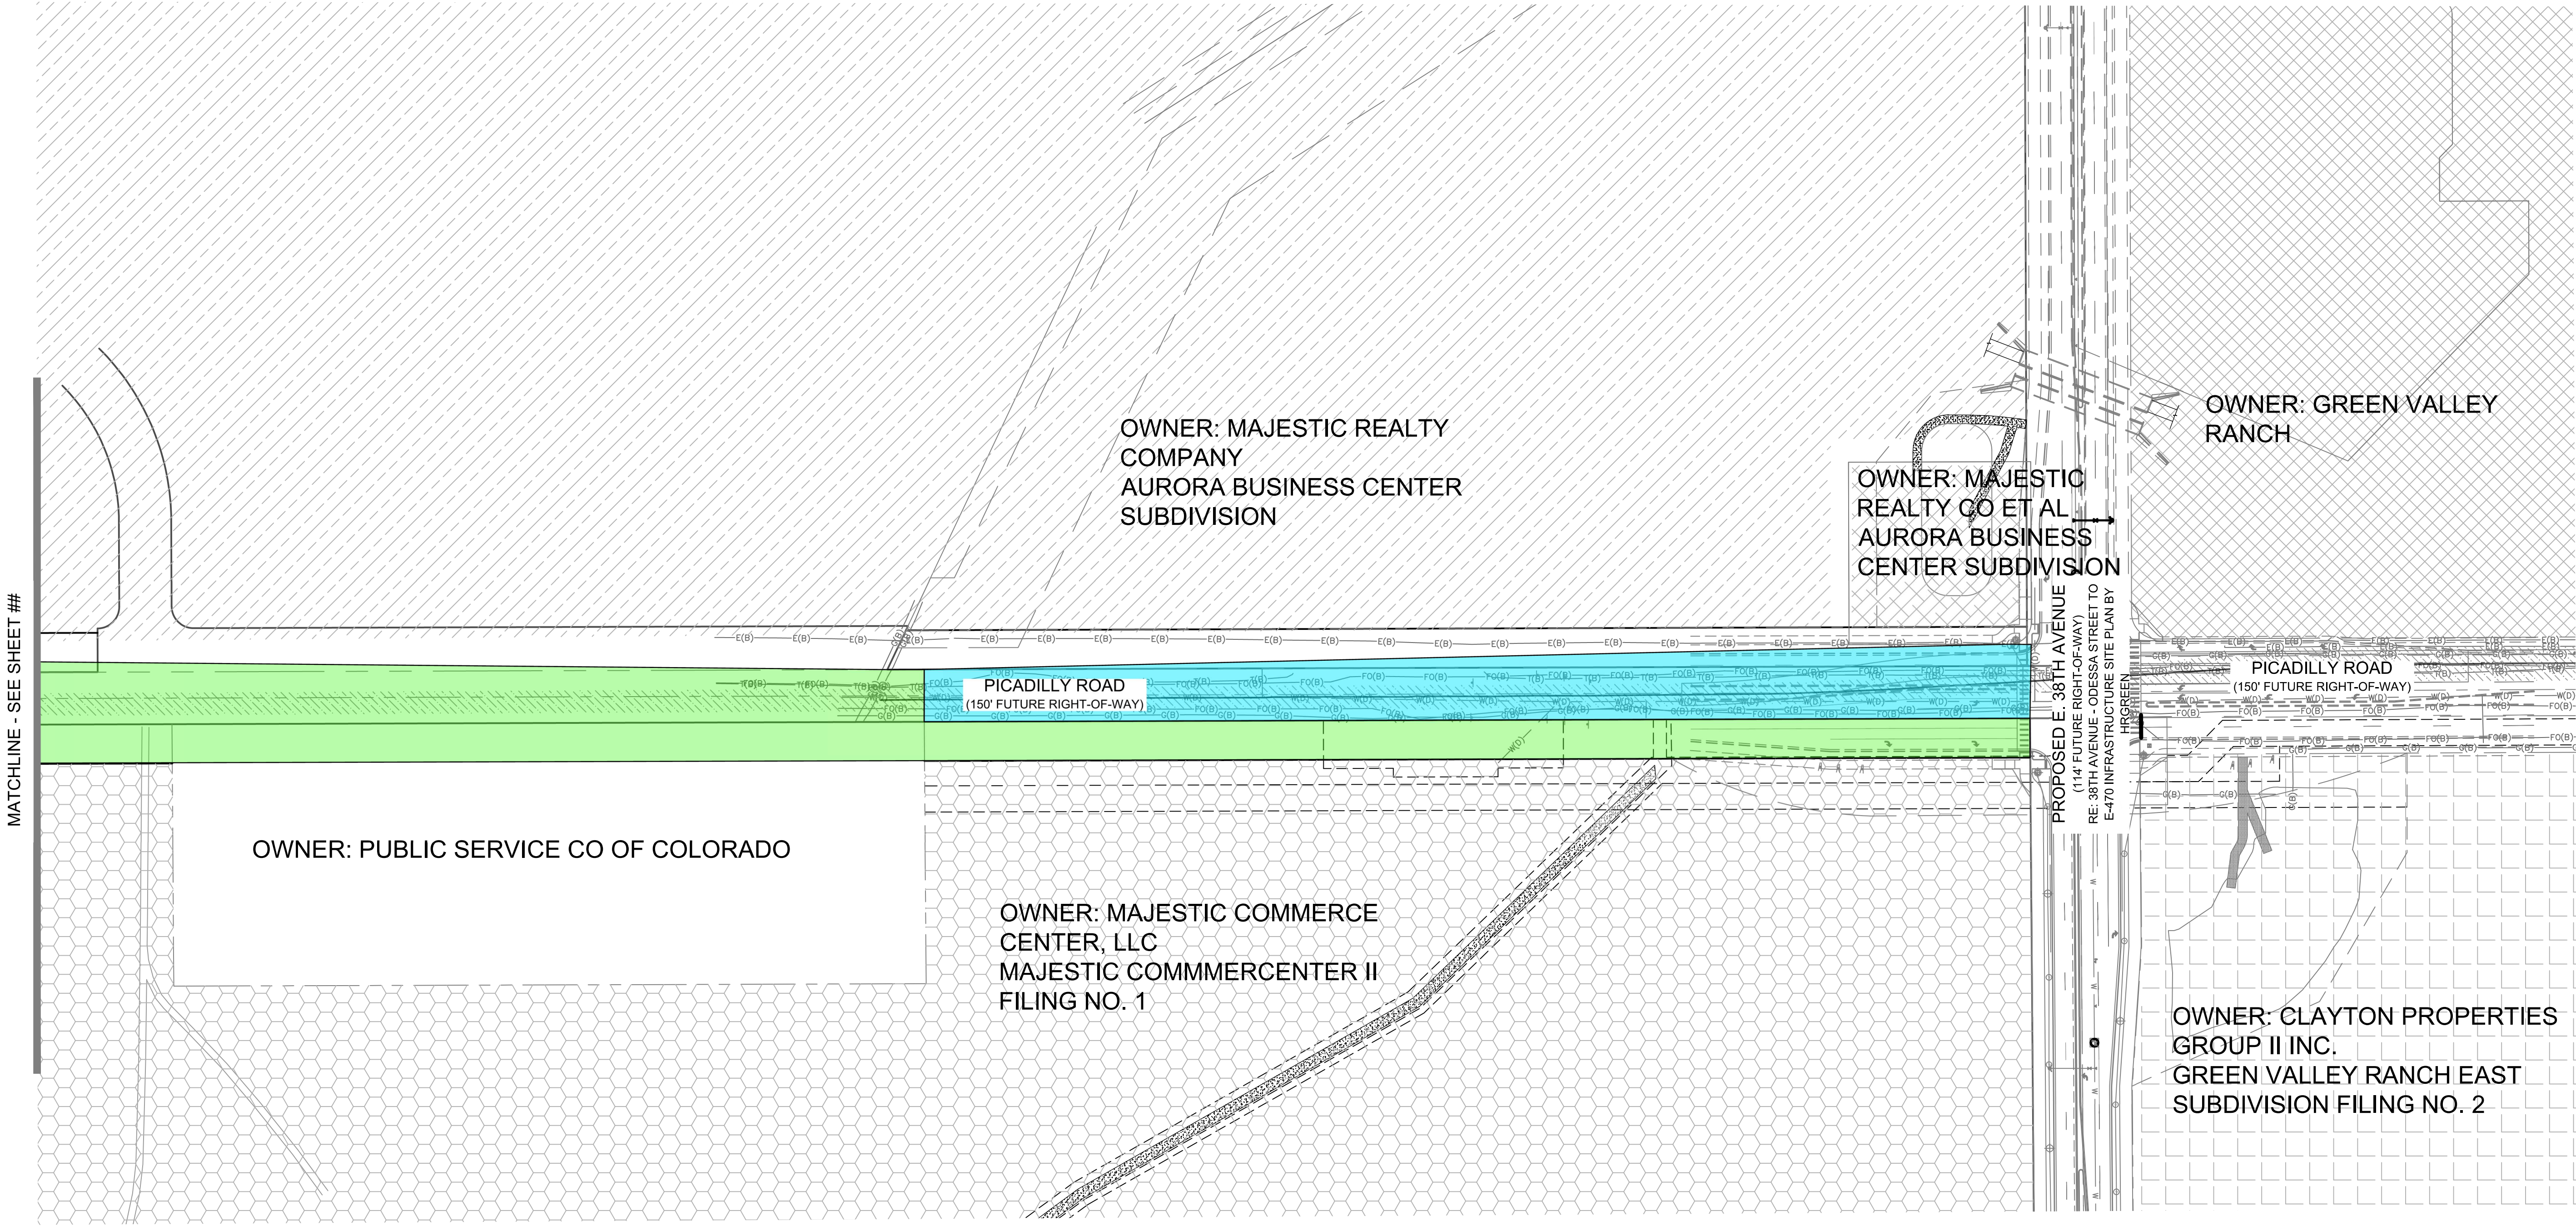 MATCHLINE - SEE SHEET ##
OWNER: MAJESTIC REALTY
COMPANY
AURORA BUSINESS CENTER
SUBDIVISION
OWNER: MAJESTIC
REALTY CO ET AL
AURORA BUSINESS
CENTER SUBDIVISION
OWNER: GREEN VALLEY
RANCH
PICADILLY ROAD
(150' FUTURE RIGHT-OF-WAY)
PROPOSED E. 38TH AVENUE
(114' FUTURE RIGHT-OF-WAY)
RE: 38TH AVENUE - ODESSA STREET TO
E-470 INFRASTRUCTURE SITE PLAN BY
HRGREEN
PICADILLY ROAD
(150' FUTURE RIGHT-OF-WAY)
OWNER: PUBLIC SERVICE CO OF COLORADO
OWNER: MAJESTIC COMMERCE
CENTER, LLC
MAJESTIC COMMMERCENTER II
FILING NO. 1
OWNER: CLAYTON PROPERTIES
GROUP II INC.
GREEN VALLEY RANCH EAST
SUBDIVISION FILING NO. 2